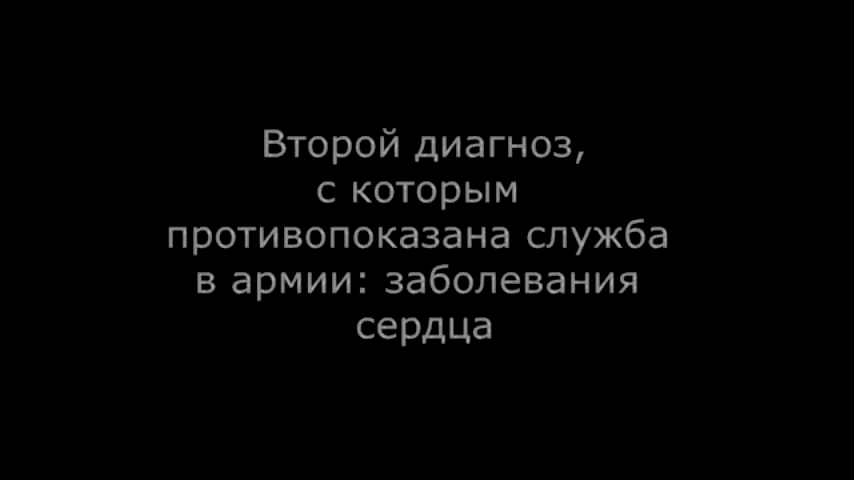 Второй диагноз,
с которым
противопоказана служба
в армии: заболевания
сердца